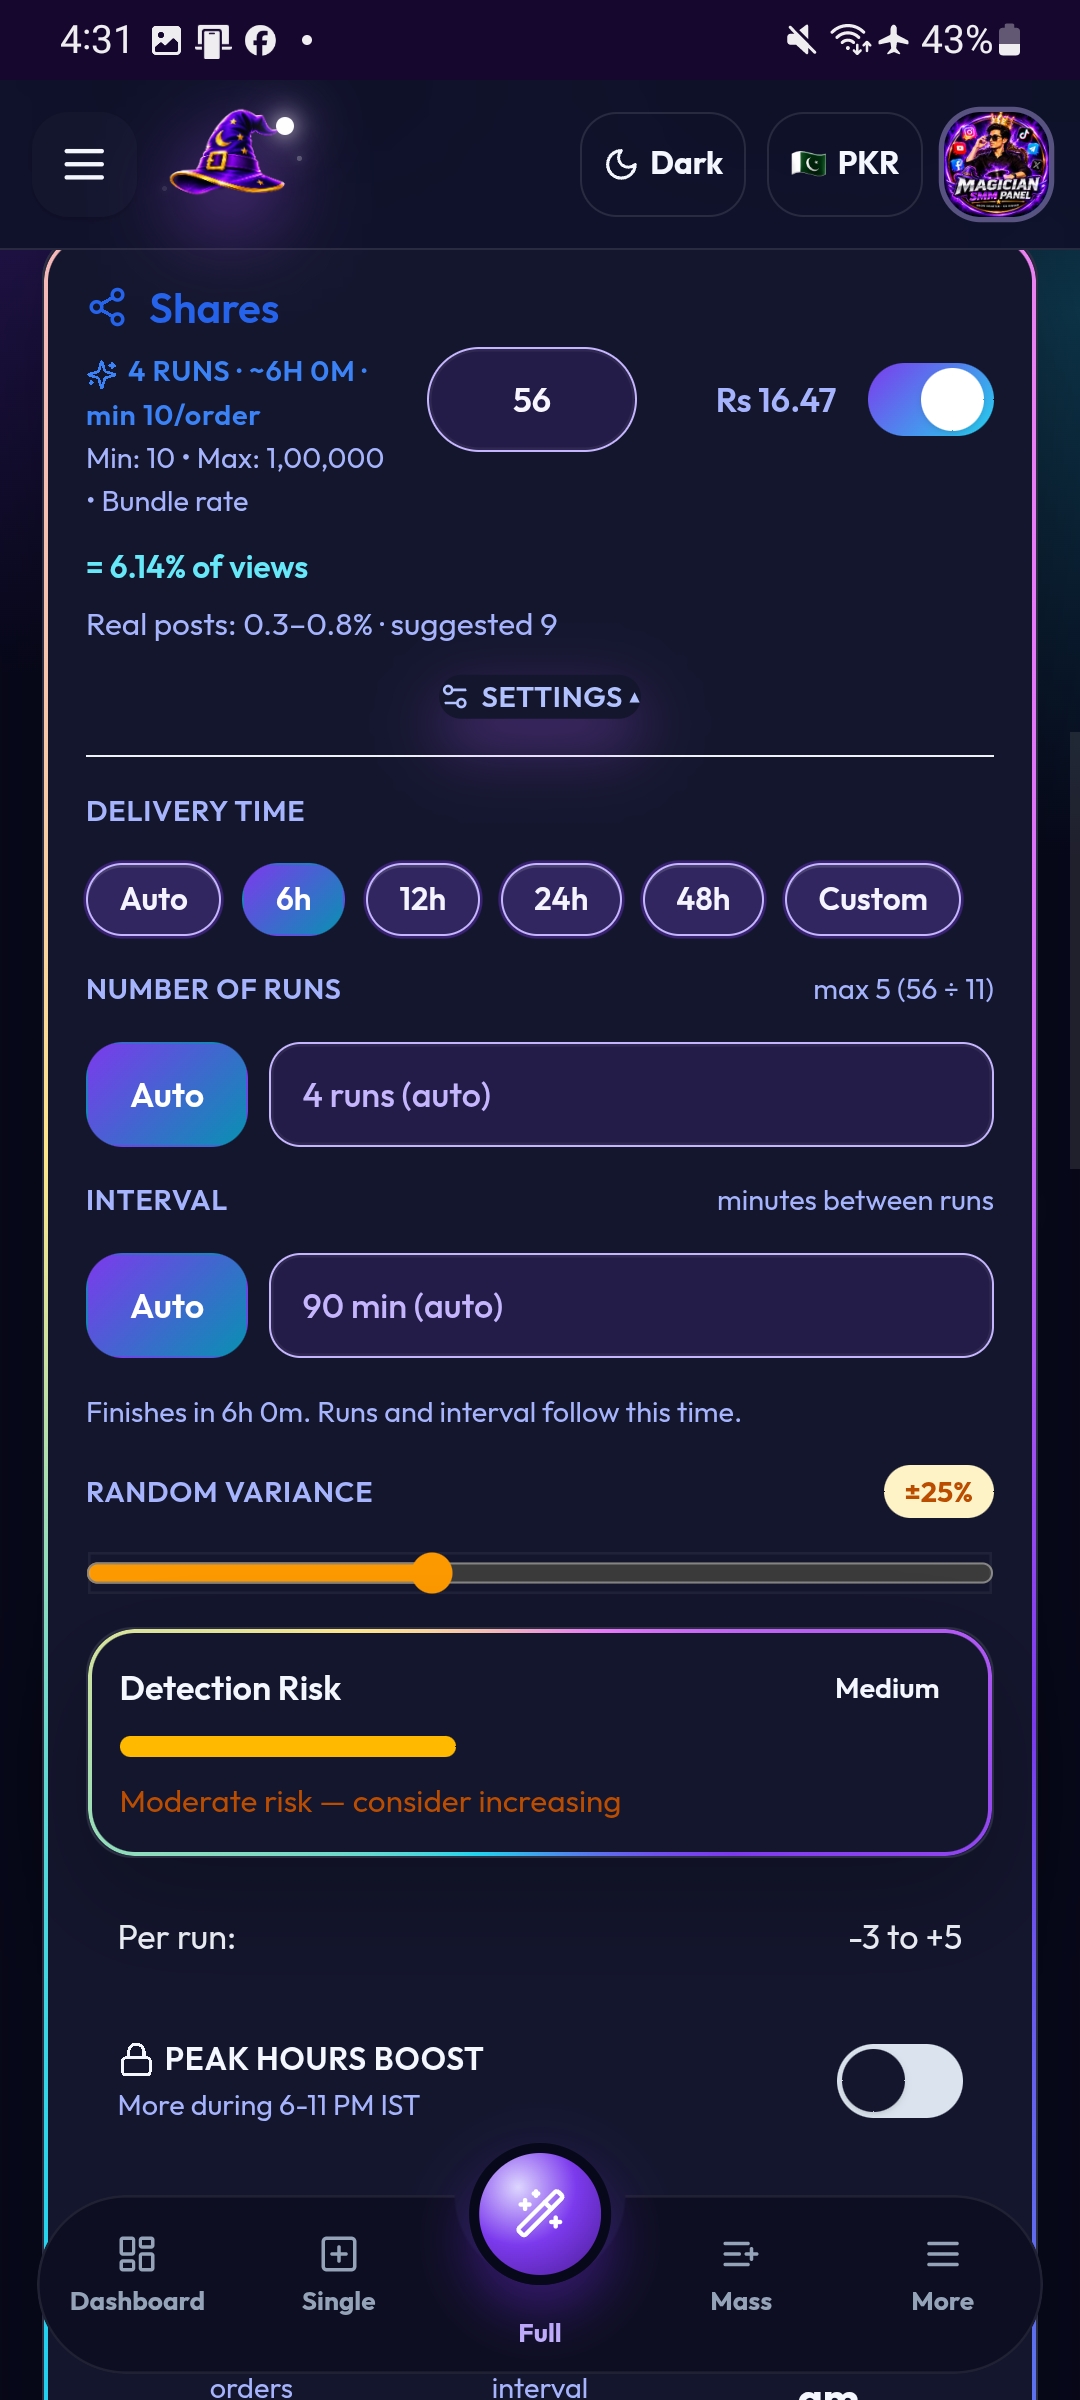 4:31
43%
Dark
PKR
MAGICIAN
SMM PANEL
Shares
4 RUNS · ~6H 0M ·
min 10/order
Min: 10 • Max: 1,00,000
• Bundle rate
56
Rs 16.47
= 6.14% of views
Real posts: 0.3–0.8% · suggested 9
SETTINGS ▴
DELIVERY TIME
Auto
6h
12h
24h
48h
Custom
NUMBER OF RUNS
max 5 (56 ÷ 11)
Auto
4 runs (auto)
INTERVAL
minutes between runs
Auto
90 min (auto)
Finishes in 6h 0m. Runs and interval follow this time.
RANDOM VARIANCE
±25%
Detection Risk
Medium
Moderate risk — consider increasing
Per run:
-3 to +5
PEAK HOURS BOOST
More during 6-11 PM IST
Dashboard
Single
Full
Mass
More
orders
interval